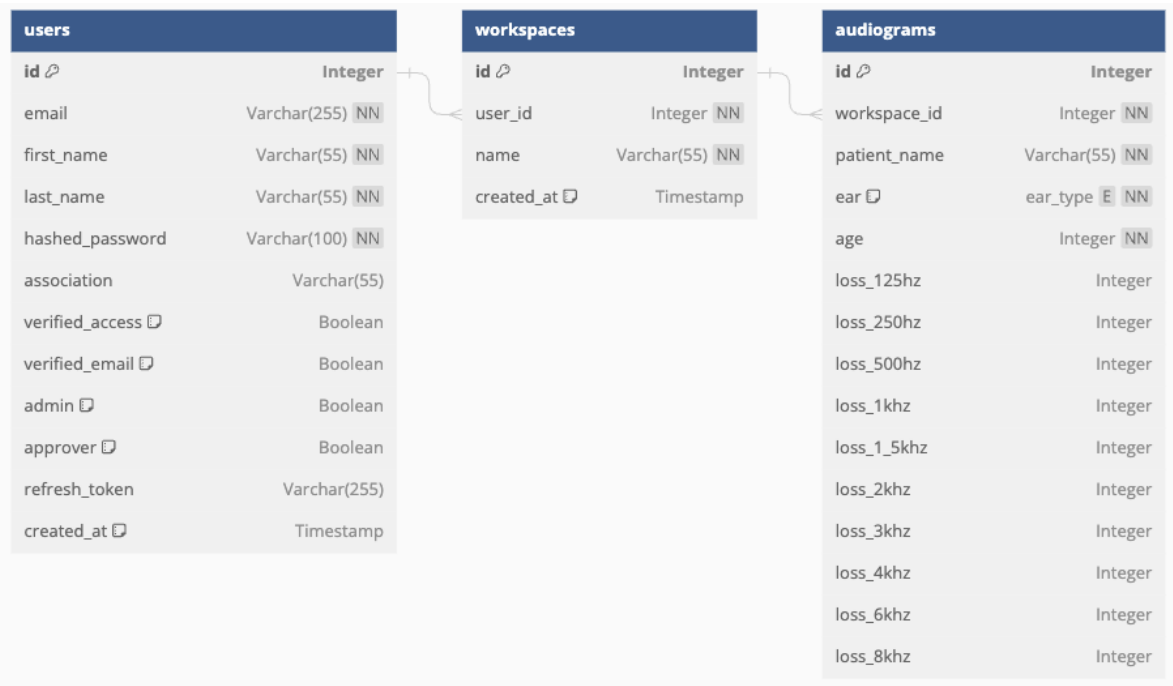 users
id Integer
email Varchar(255) NN
first_name Varchar(55) NN
last_name Varchar(55) NN
hashed_password Varchar(100) NN
association Varchar(55)
verified_access Boolean
verified_email Boolean
admin Boolean
approver Boolean
refresh_token Varchar(255)
created_at Timestamp
workspaces
id Integer
user_id Integer NN
name Varchar(55) NN
created_at Timestamp
audiograms
id Integer
workspace_id Integer NN
patient_name Varchar(55) NN
ear ear_type E NN
age Integer NN
loss_125hz Integer
loss_250hz Integer
loss_500hz Integer
loss_1khz Integer
loss_1_5khz Integer
loss_2khz Integer
loss_3khz Integer
loss_4khz Integer
loss_6khz Integer
loss_8khz Integer